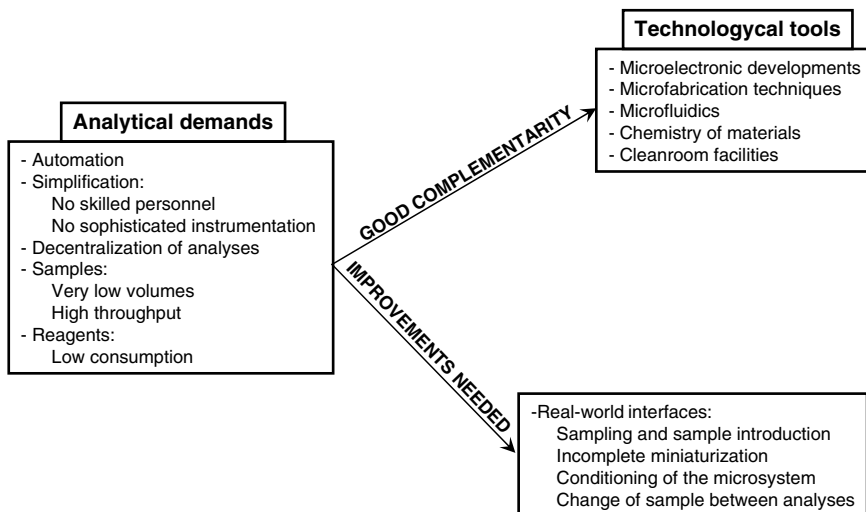 Technologycal tools
- Microelectronic developments
- Microfabrication techniques
- Microfluidics
- Chemistry of materials
- Cleanroom facilities
Analytical demands
- Automation
- Simplification:
No skilled personnel
No sophisticated instrumentation
- Decentralization of analyses
- Samples:
Very low volumes
High throughput
- Reagents:
Low consumption
GOOD COMPLEMENTARITY
IMPROVEMENTS NEEDED
-Real-world interfaces:
Sampling and sample introduction
Incomplete miniaturization
Conditioning of the microsystem
Change of sample between analyses